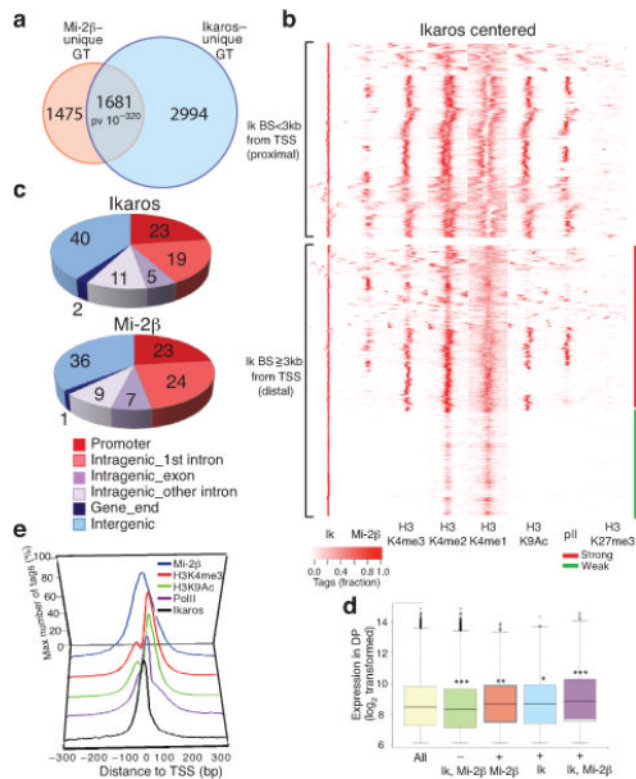 a
Mi-2β–
unique
GT
Ikaros–
unique
GT
1475
1681
pv 10⁻³²⁰
2994
b
Ikaros centered
Ik BS<3kb
from TSS
(proximal)
Ik BS≧3kb
from TSS
(distal)
Ik
Mi-2β
H3
K4me3
H3
K4me2
H3
K4me1
H3
K9Ac
pII
H3
K27me3
0.0 0.2 0.4 0.6 0.8 1.0
Tags (fraction)
Strong
Weak
c
Ikaros
40
23
19
5
11
2
Mi-2β
36
23
24
7
9
1
Promoter
Intragenic_1st intron
Intragenic_exon
Intragenic_other intron
Gene_end
Intergenic
d
Expression in DP
(log₂ transformed)
14
12
10
8
6
***
**
*
***
All
–
Ik, Mi-2β
+
Mi-2β
+
Ik
+
Ik, Mi-2β
e
Max number of tags (%)
100
80
60
40
20
0
Mi-2β
H3K4me3
H3K9Ac
PolII
Ikaros
-300 -200 -100 0 100 200 300
Distance to TSS (bp)